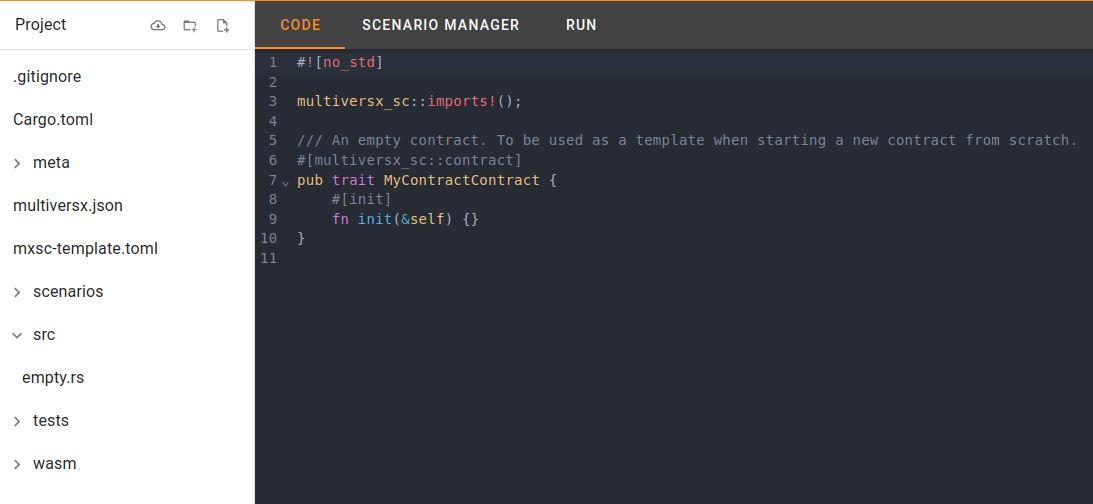 Project
.gitignore
Cargo.toml
meta
multiversx.json
mxsc-template.toml
scenarios
src
empty.rs
tests
wasm
CODE SCENARIO MANAGER RUN
1 #![no_std]
2
3 multiversx_sc::imports!();
4
5 /// An empty contract. To be used as a template when starting a new contract from scratch.
6 #[multiversx_sc::contract]
7 pub trait MyContractContract {
8     #[init]
9     fn init(&self) {}
10 }
11